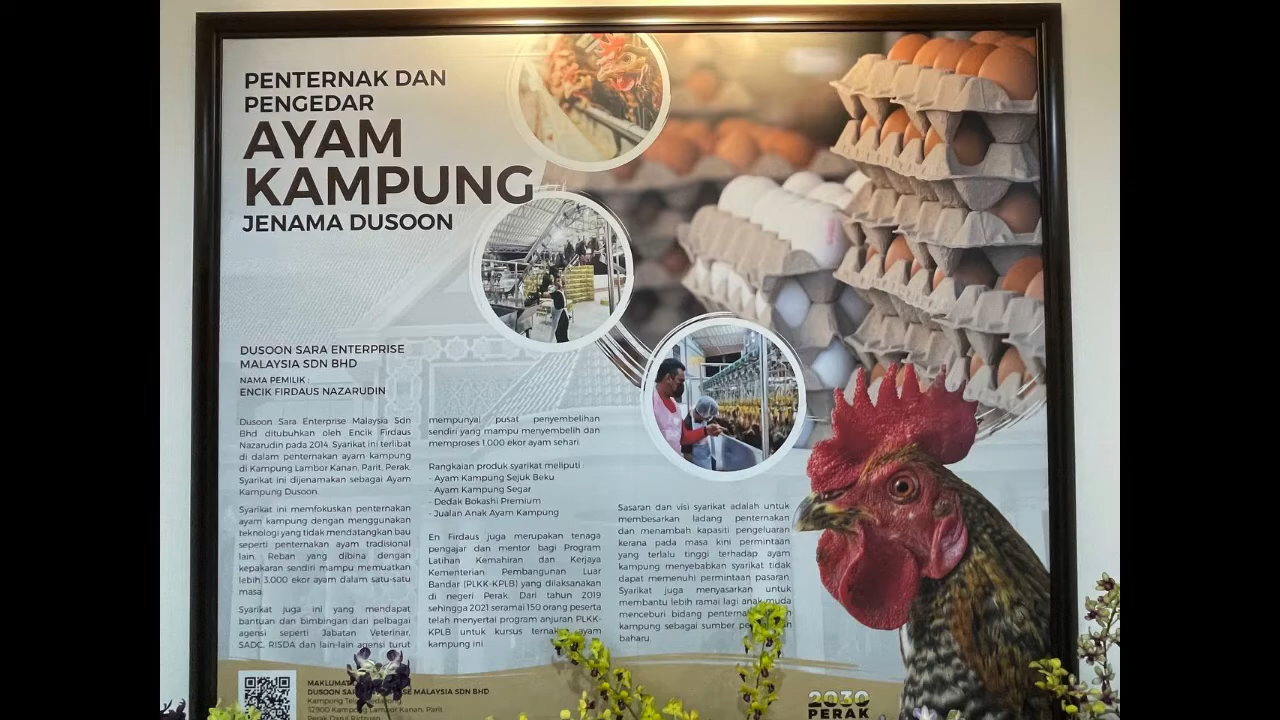 PENTERNAK DAN
PENGEDAR
AYAM
KAMPUNG
JENAMA DUSOON
DUSOON SARA ENTERPRISE
MALAYSIA SDN BHD
NAMA PEMILIK :
ENCIK FIRDAUS NAZARUDIN
Dusoon Sara Enterprise Malaysia Sdn
Bhd ditubuhkan oleh Encik Firdaus
Nazarudin pada 2014. Syarikat ini terlibat
di dalam penternakan ayam kampung
di Kampung Lambor Kanan, Parit, Perak.
Syarikat ini dijenamakan sebagai Ayam
Kampung Dusoon.
Syarikat ini memfokuskan penternakan
ayam kampung dengan menggunakan
teknologi yang tidak mendatangkan bau
seperti penternakan ayam tradisional
lain. Reban yang dibina dengan
kepakaran sendiri mampu memuatkan
lebih 3,000 ekor ayam dalam satu-satu
masa.
Syarikat juga ini yang mendapat
bantuan dan bimbingan dari pelbagai
agensi seperti Jabatan Veterinar,
SADC, RISDA dan lain-lain agensi turut
mempunyai pusat penyembelihan
sendiri yang mampu menyembelih dan
memproses 1,000 ekor ayam sehari.
Rangkaian produk syarikat meliputi :
- Ayam Kampung Sejuk Beku
- Ayam Kampung Segar
- Dedak Bokashi Premium
- Jualan Anak Ayam Kampung
En Firdaus juga merupakan tenaga
pengajar dan mentor bagi Program
Latihan Kemahiran dan Kerjaya
Kementerian Pembangunan Luar
Bandar (PLKK-KPLB) yang dilaksanakan
di negeri Perak. Dari tahun 2019
sehingga 2021 seramai 150 orang peserta
telah menyertai program anjuran PLKK-
KPLB untuk kursus ternak ayam
kampung ini.
Sasaran dan visi syarikat adalah untuk
membesarkan ladang penternakan
dan menambah kapasiti pengeluaran
kerana pada masa kini permintaan
yang terlalu tinggi terhadap ayam
kampung menyebabkan syarikat tidak
dapat memenuhi permintaan pasaran.
Syarikat juga menyasarkan untuk
membantu lebih ramai lagi anak muda
menceburi bidang
kampung sebagai sumber
baharu.
DUSOON MALAYSIA SDN BHD
Kampung
32900 Kampung Lambor Kanan, Parit,
Perak Darul Ridzuan
2030
PERAK